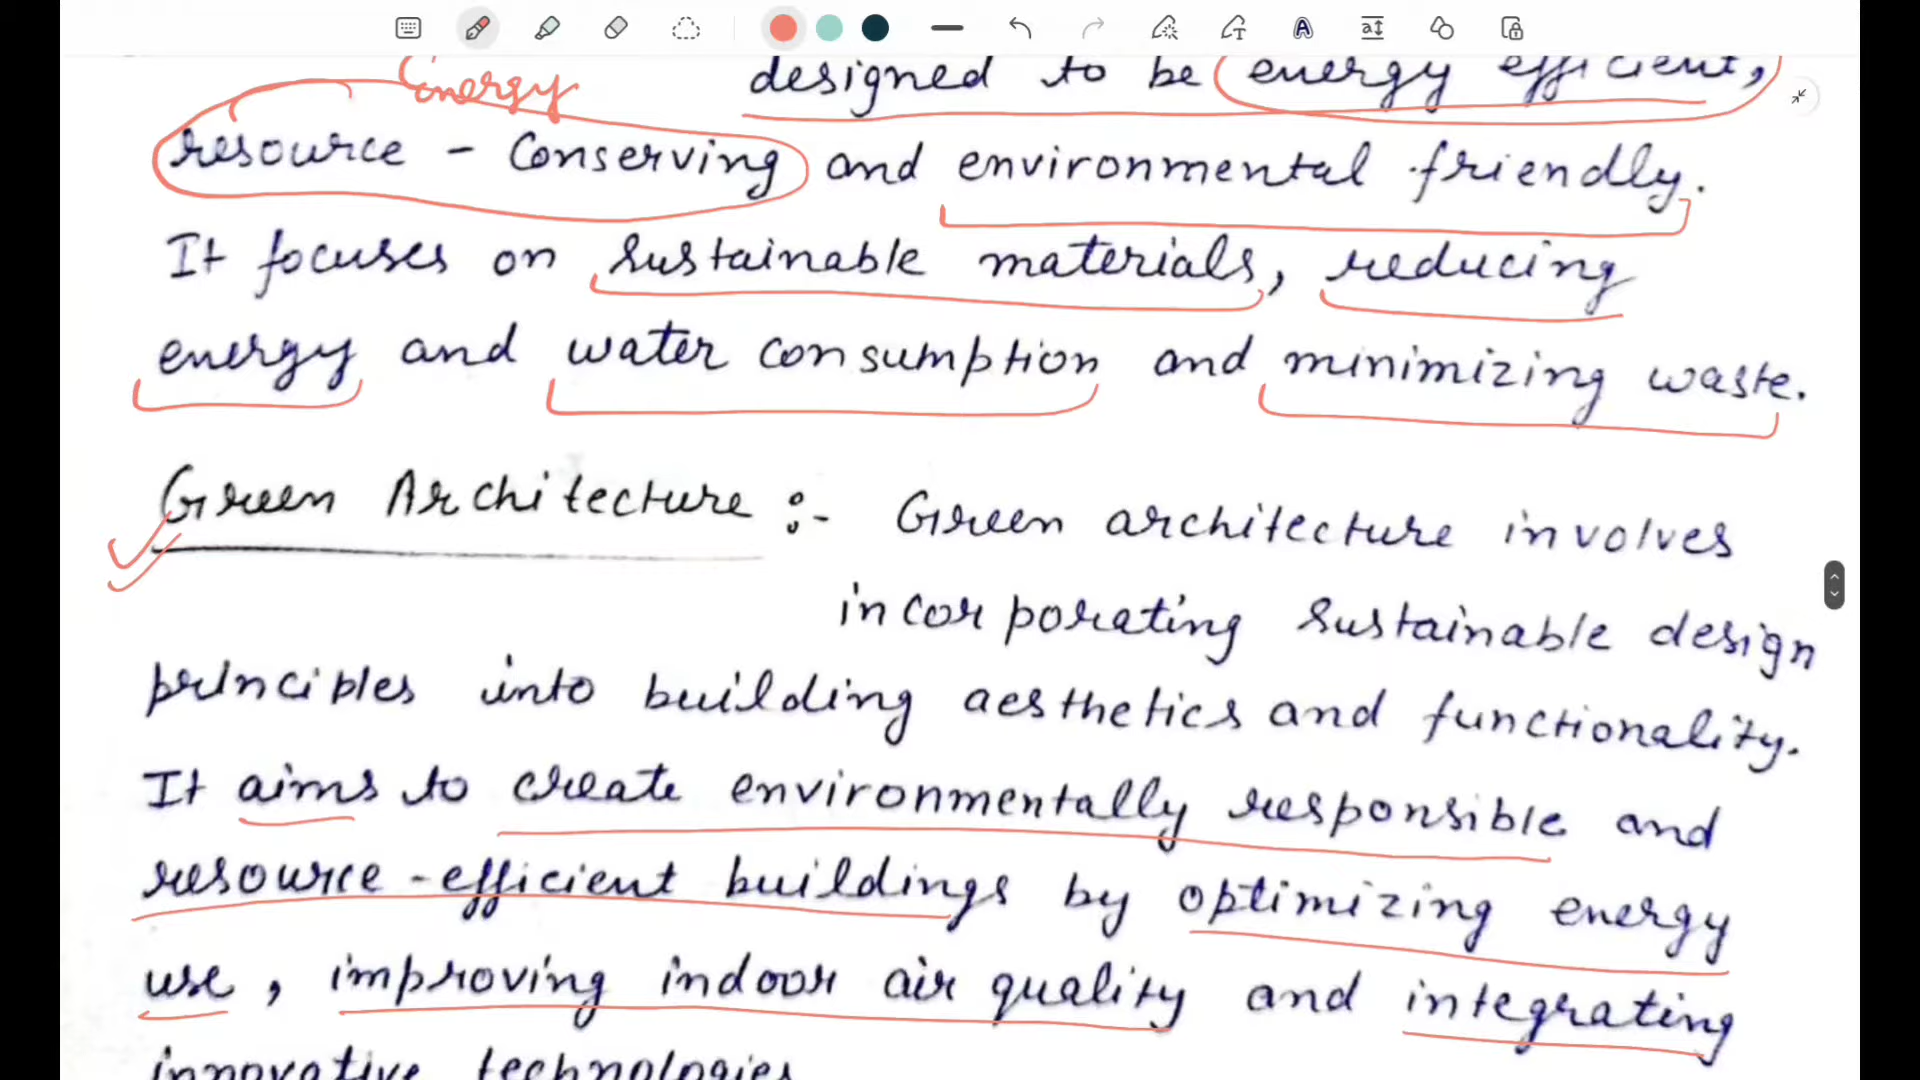 Energy
designed to be energy efficient,
resource - Conserving and environmental friendly.
It focuses on sustainable materials, reducing
energy and water consumption and minimizing waste.
Green Architecture :- Green architecture involves
incorporating sustainable design
principles into building aesthetics and functionality.
It aims to create environmentally responsible and
resource-efficient buildings by optimizing energy
use, improving indoor air quality and integrating
innovative technologies